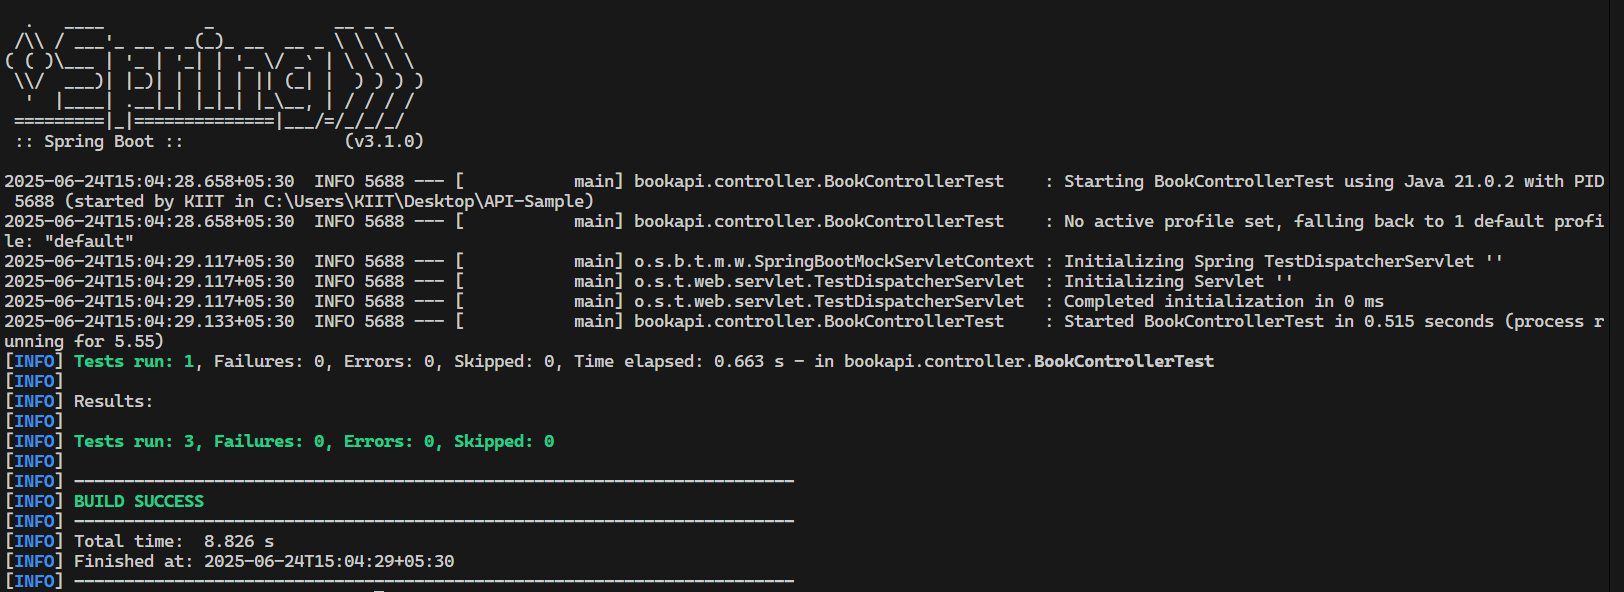 .   ____          _            __ _ _
 /\\ / ___'_ __ _ _(_)_ __  __ _ \ \ \ \
( ( )\___ | '_ | '_| | '_ \/ _` | \ \ \ \
 \\/  ___)| |_)| | | | | || (_| |  ) ) ) )
  '  |____| .__|_| |_|_| |_\__, | / / / /
 =========|_|==============|___/=/_/_/_/
 :: Spring Boot ::                (v3.1.0)
2025-06-24T15:04:28.658+05:30  INFO 5688 --- [           main] bookapi.controller.BookControllerTest    : Starting BookControllerTest using Java 21.0.2 with PID
 5688 (started by KIIT in C:\Users\KIIT\Desktop\API-Sample)
2025-06-24T15:04:28.658+05:30  INFO 5688 --- [           main] bookapi.controller.BookControllerTest    : No active profile set, falling back to 1 default profi
le: "default"
2025-06-24T15:04:29.117+05:30  INFO 5688 --- [           main] o.s.b.t.m.w.SpringBootMockServletContext : Initializing Spring TestDispatcherServlet ''
2025-06-24T15:04:29.117+05:30  INFO 5688 --- [           main] o.s.t.web.servlet.TestDispatcherServlet  : Initializing Servlet ''
2025-06-24T15:04:29.117+05:30  INFO 5688 --- [           main] o.s.t.web.servlet.TestDispatcherServlet  : Completed initialization in 0 ms
2025-06-24T15:04:29.133+05:30  INFO 5688 --- [           main] bookapi.controller.BookControllerTest    : Started BookControllerTest in 0.515 seconds (process r
unning for 5.55)
[INFO] Tests run: 1, Failures: 0, Errors: 0, Skipped: 0, Time elapsed: 0.663 s - in bookapi.controller.BookControllerTest
[INFO]
[INFO] Results:
[INFO]
[INFO] Tests run: 3, Failures: 0, Errors: 0, Skipped: 0
[INFO]
[INFO] ------------------------------------------------------------------------
[INFO] BUILD SUCCESS
[INFO] ------------------------------------------------------------------------
[INFO] Total time:  8.826 s
[INFO] Finished at: 2025-06-24T15:04:29+05:30
[INFO] ------------------------------------------------------------------------